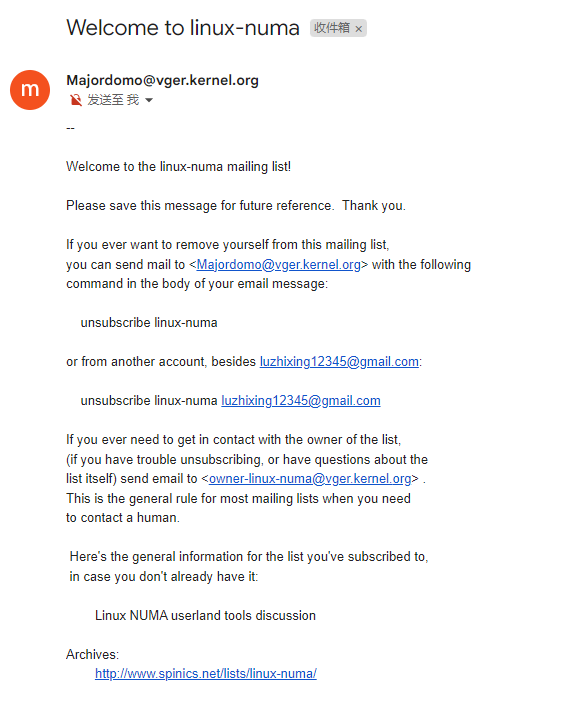 Welcome to linux-numa 收件箱 ×
m
Majordomo@vger.kernel.org
发送至 我
--
Welcome to the linux-numa mailing list!
Please save this message for future reference.  Thank you.
If you ever want to remove yourself from this mailing list,
you can send mail to <Majordomo@vger.kernel.org> with the following
command in the body of your email message:
unsubscribe linux-numa
or from another account, besides luzhixing12345@gmail.com:
unsubscribe linux-numa luzhixing12345@gmail.com
If you ever need to get in contact with the owner of the list,
(if you have trouble unsubscribing, or have questions about the
list itself) send email to <owner-linux-numa@vger.kernel.org> .
This is the general rule for most mailing lists when you need
to contact a human.
Here's the general information for the list you've subscribed to,
in case you don't already have it:
Linux NUMA userland tools discussion
Archives:
http://www.spinics.net/lists/linux-numa/